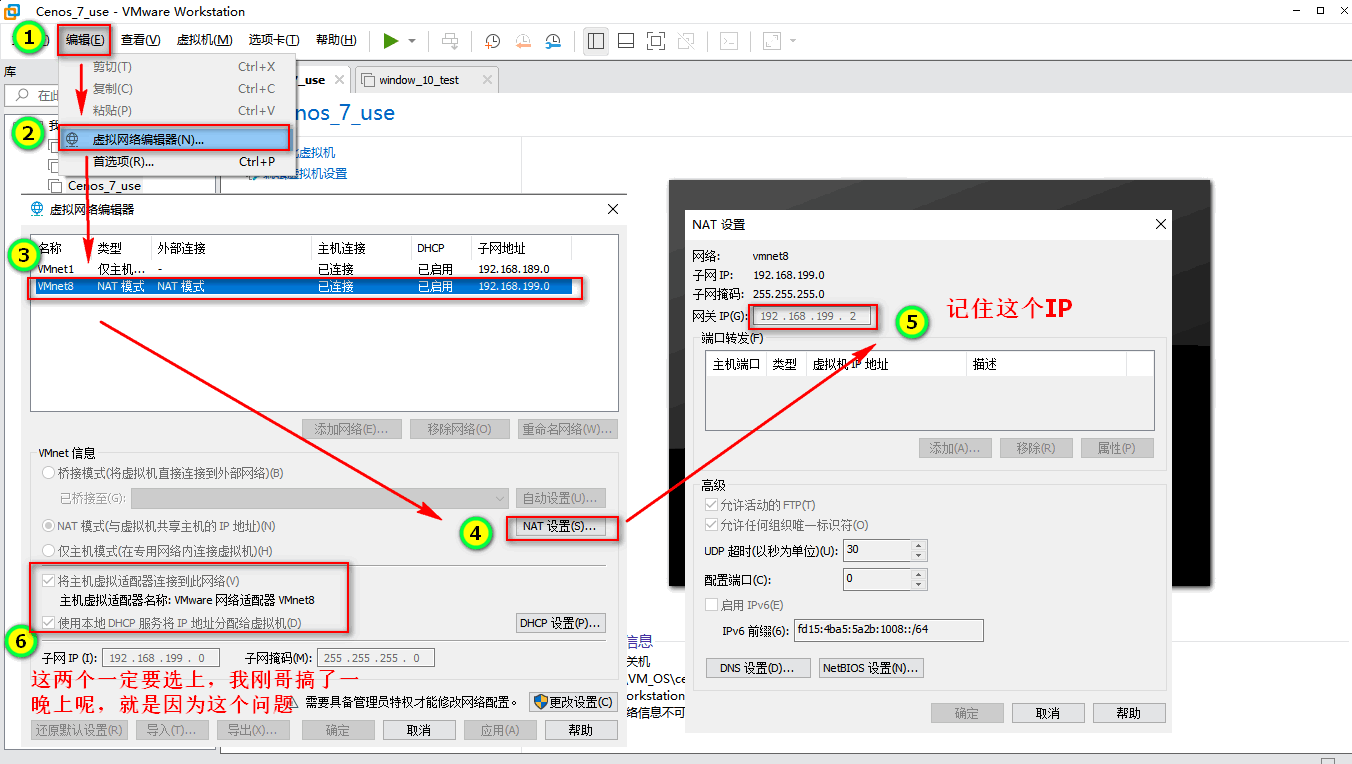 Cenos_7_use - VMware Workstation
1
编辑(E) 查看(V) 虚拟机(M) 选项卡(T) 帮助(H)
库
剪切(T) Ctrl+X
复制(C) Ctrl+C
粘贴(P) Ctrl+V
虚拟网络编辑器(N)...
首选项(R)... Ctrl+P
2
在此
我
_use
window_10_test
enos_7_use
虚拟机
编辑虚拟机设置
Cenos_7_use
虚拟网络编辑器
3
名称 类型 外部连接 主机连接 DHCP 子网地址
VMnet1 仅主机... - 已连接 已启用 192.168.189.0
VMnet8 NAT 模式 NAT 模式 已连接 已启用 192.168.199.0
添加网络(E)... 移除网络(O) 重命名网络(W)...
VMnet 信息
桥接模式(将虚拟机直接连接到外部网络)(B)
已桥接至(G): 自动设置(U)...
NAT 模式(与虚拟机共享主机的 IP 地址)(N)
4
NAT 设置(S)...
仅主机模式(在专用网络内连接虚拟机)(H)
将主机虚拟适配器连接到此网络(V)
主机虚拟适配器名称: VMware 网络适配器 VMnet8
使用本地 DHCP 服务将 IP 地址分配给虚拟机(D)
DHCP 设置(P)...
6
子网 IP (I): 192 . 168 . 199 . 0 子网掩码(M): 255 . 255 . 255 . 0
这两个一定要选上，我刚哥搞了一
晚上呢，就是因为这个问题
需要具备管理员特权才能修改网络配置。
更改设置(C)
还原默认设置(R) 导入(T)... 导出(X)... 确定 取消 应用(A) 帮助
NAT 设置
网络: vmnet8
子网 IP: 192.168.199.0
子网掩码: 255.255.255.0
网关 IP(G): 192 . 168 . 199 . 2
5
记住这个IP
端口转发(F)
主机端口 类型 虚拟机 IP 地址 描述
添加(A)... 移除(R) 属性(P)
高级
允许活动的 FTP(T)
允许任何组织唯一标识符(O)
UDP 超时(以秒为单位)(U): 30
配置端口(C): 0
启用 IPv6(E)
IPv6 前缀(6): fd15:4ba5:5a2b:1008::/64
DNS 设置(D)... NetBIOS 设置(N)...
确定 取消 帮助
信息
关机
\VM_OS\ce
orkstation
络信息不可